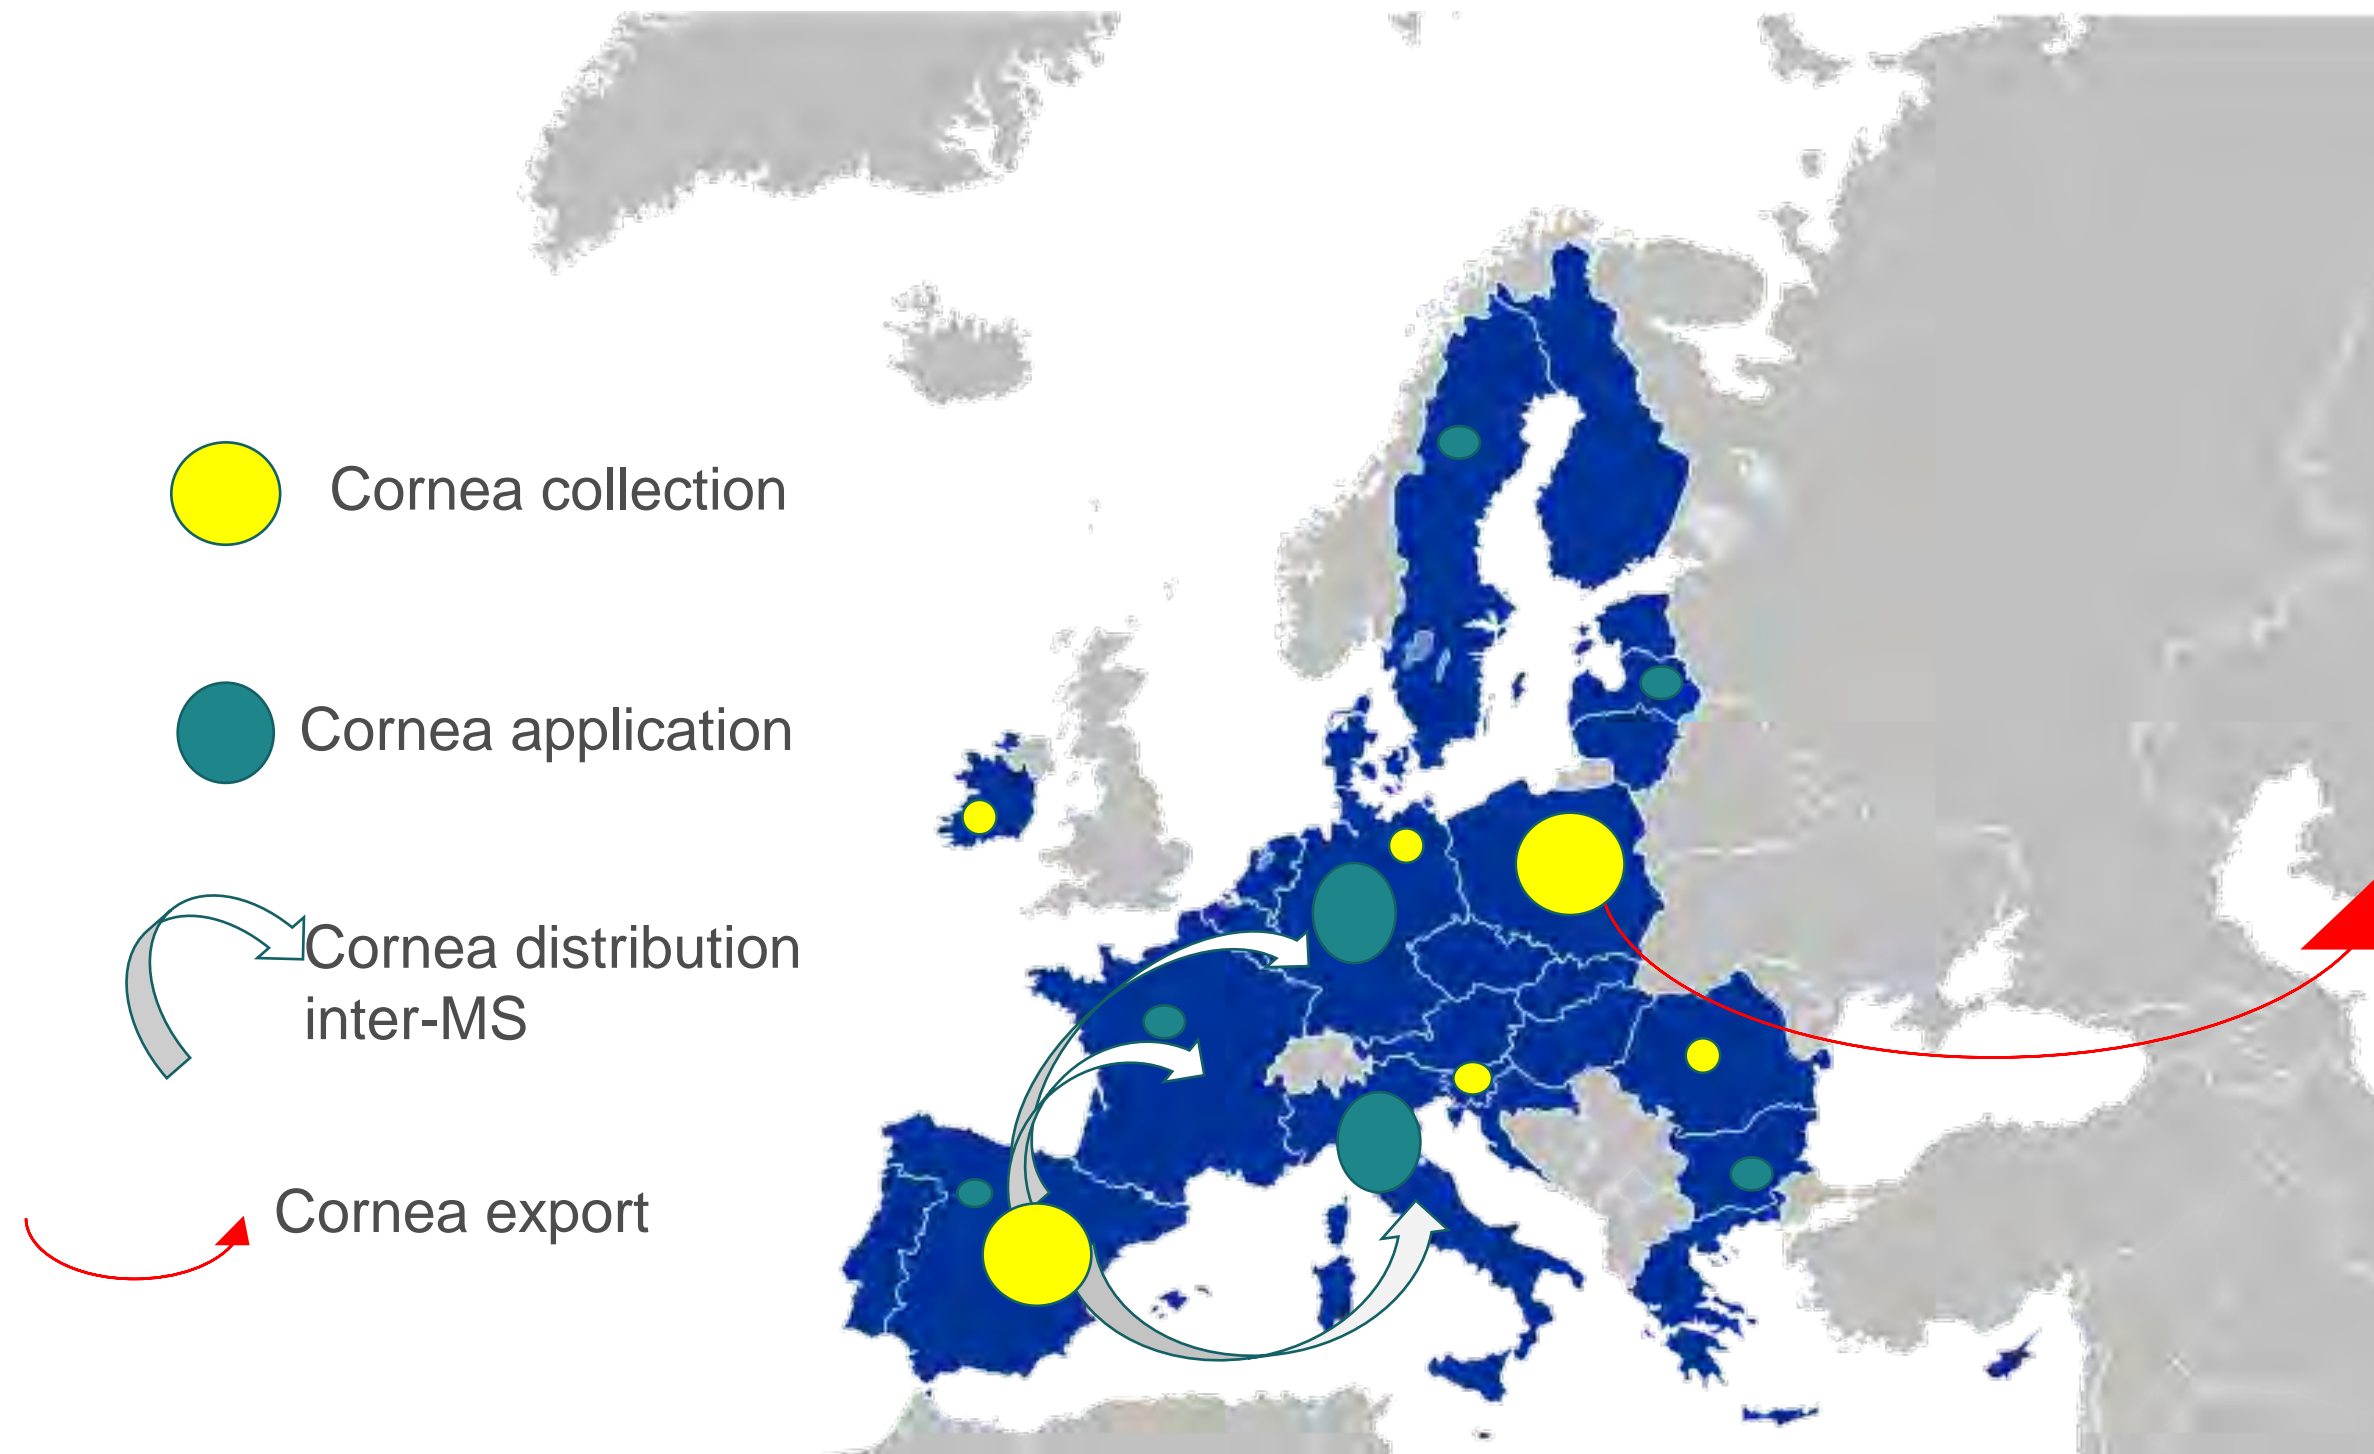 Cornea collection
Cornea application
Cornea distribution
inter-MS
Cornea export